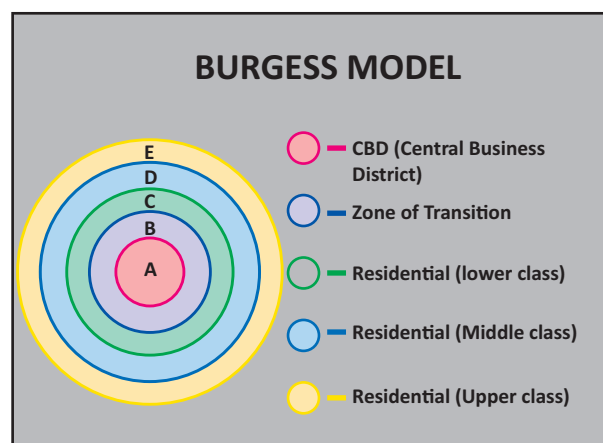 BURGESS MODEL
E
D
C
B
A
CBD (Central Business
District)
Zone of Transition
Residential (lower class)
Residential (Middle class)
Residential (Upper class)